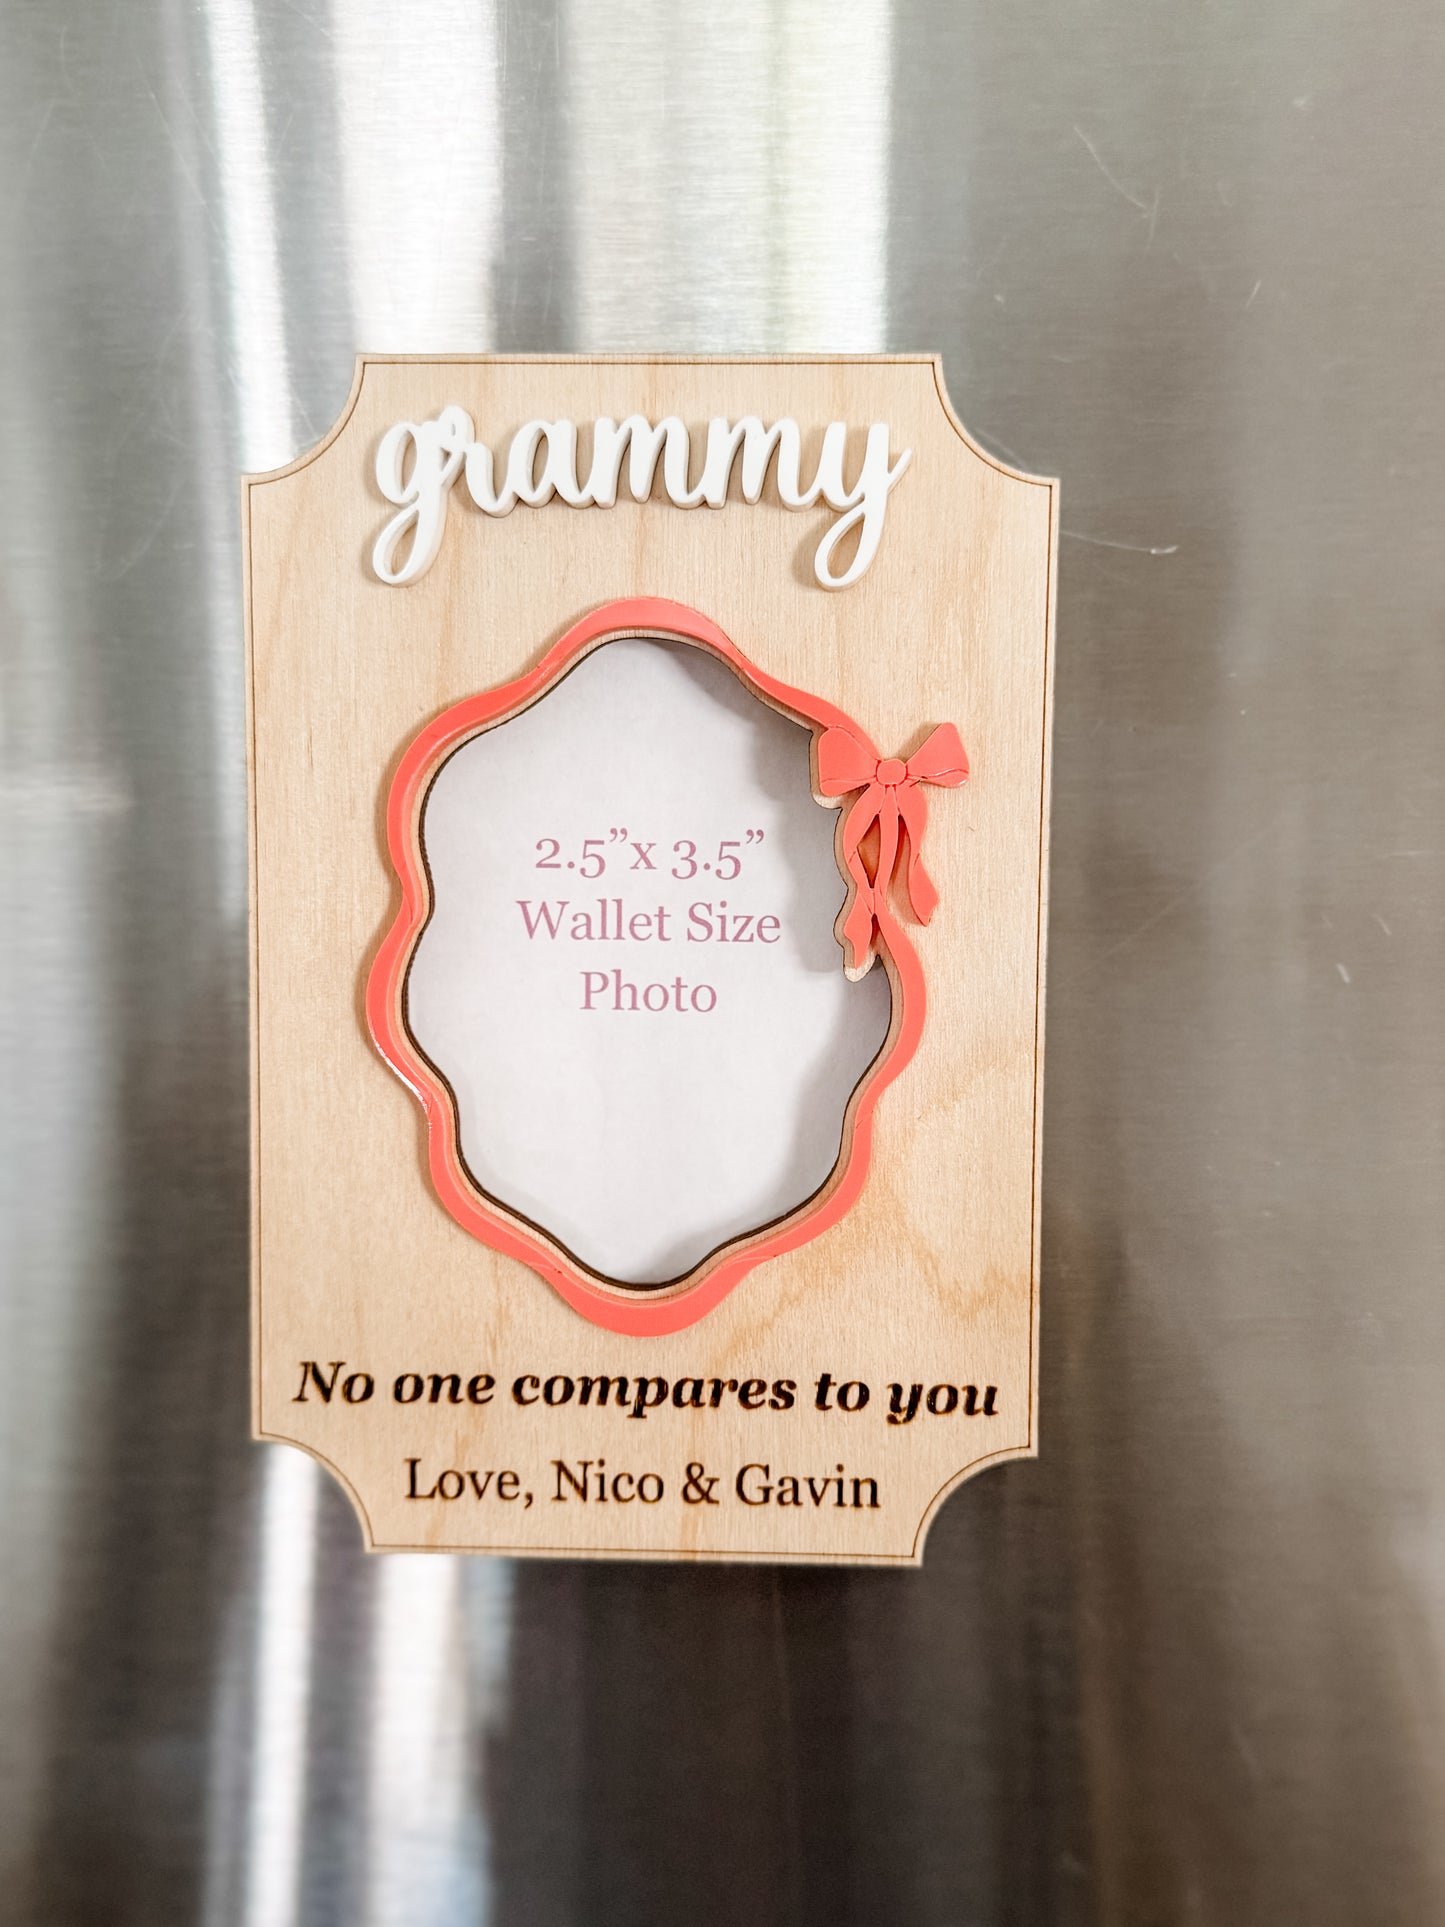 grammy
2.5”x 3.5”
Wallet Size
Photo
No one compares to you
Love, Nico & Gavin